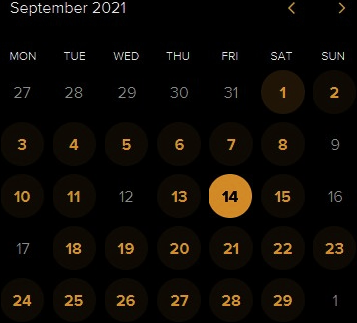 September 2021
MON TUE WED THU FRI SAT SUN
27 28 29 30 31 1 2
3 4 5 6 7 8 9
10 11 12 13 14 15 16
17 18 19 20 21 22 23
24 25 26 27 28 29 1